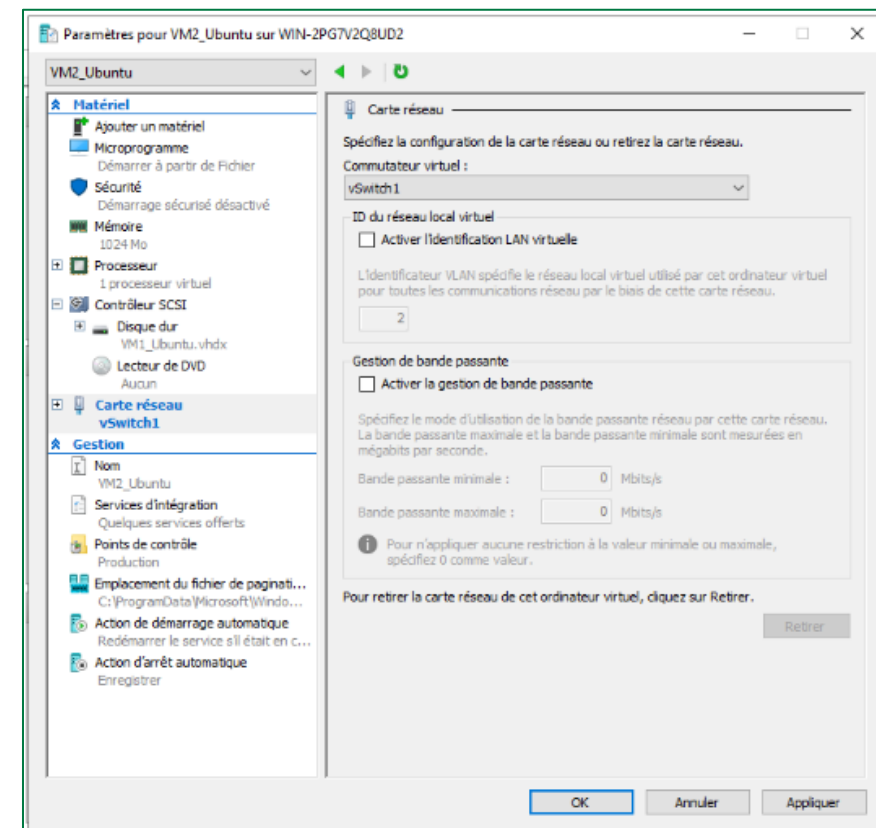 Paramètres pour VM2_Ubuntu sur WIN-2PG7V2Q8UD2
VM2_Ubuntu
Matériel
Ajouter un matériel
Microprogramme
Démarrer à partir de Fichier
Sécurité
Démarrage sécurisé désactivé
Mémoire
1024 Mo
Processeur
1 processeur virtuel
Contrôleur SCSI
Disque dur
VM1_Ubuntu.vhdx
Lecteur de DVD
Aucun
Carte réseau
vSwitch1
Gestion
Nom
VM2_Ubuntu
Services d'intégration
Quelques services offerts
Points de contrôle
Production
Emplacement du fichier de paginati...
C:\ProgramData\Microsoft\Windo...
Action de démarrage automatique
Redémarrer le service s'il était en c...
Action d'arrêt automatique
Enregistrer
Carte réseau
Spécifiez la configuration de la carte réseau ou retirez la carte réseau.
Commutateur virtuel :
vSwitch1
ID du réseau local virtuel
Activer l'identification LAN virtuelle
L'identificateur VLAN spécifie le réseau local virtuel utilisé par cet ordinateur virtuel
pour toutes les communications réseau par le biais de cette carte réseau.
2
Gestion de bande passante
Activer la gestion de bande passante
Spécifiez le mode d'utilisation de la bande passante réseau par cette carte réseau.
La bande passante maximale et la bande passante minimale sont mesurées en
mégabits par seconde.
Bande passante minimale : 0 Mbits/s
Bande passante maximale : 0 Mbits/s
Pour n'appliquer aucune restriction à la valeur minimale ou maximale,
spécifiez 0 comme valeur.
Pour retirer la carte réseau de cet ordinateur virtuel, cliquez sur Retirer.
Retirer
OK Annuler Appliquer